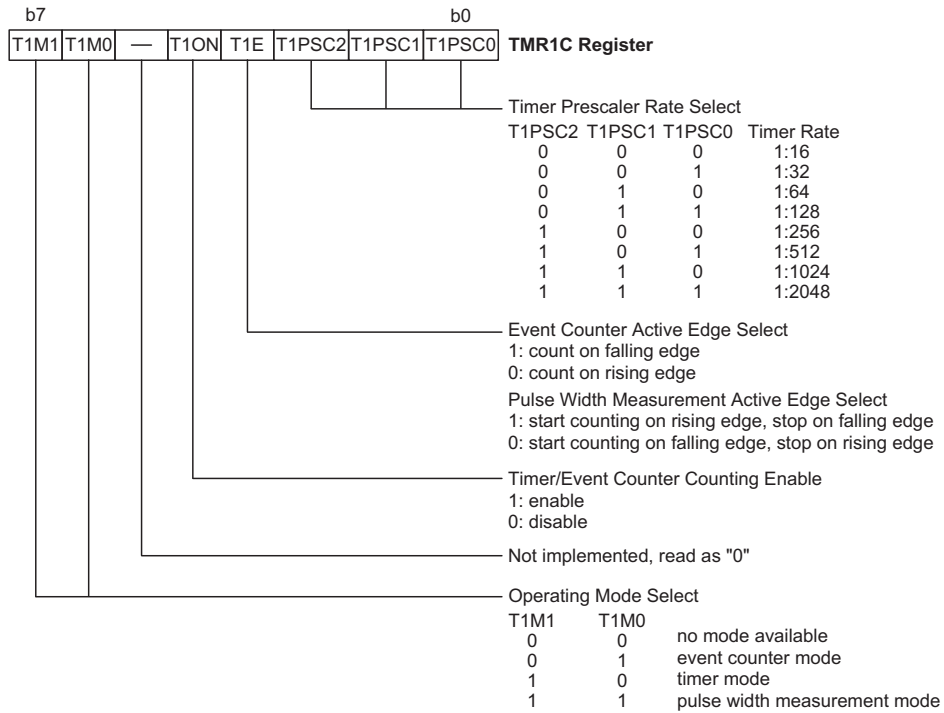 b7 b0
T1M1 T1M0 — T1ON T1E T1PSC2 T1PSC1 T1PSC0 TMR1C Register
Timer Prescaler Rate Select
T1PSC2 T1PSC1 T1PSC0 Timer Rate
0 0 0 1:16
0 0 1 1:32
0 1 0 1:64
0 1 1 1:128
1 0 0 1:256
1 0 1 1:512
1 1 0 1:1024
1 1 1 1:2048
Event Counter Active Edge Select
1: count on falling edge
0: count on rising edge
Pulse Width Measurement Active Edge Select
1: start counting on rising edge, stop on falling edge
0: start counting on falling edge, stop on rising edge
Timer/Event Counter Counting Enable
1: enable
0: disable
Not implemented, read as "0"
Operating Mode Select
T1M1 T1M0
0 0 no mode available
0 1 event counter mode
1 0 timer mode
1 1 pulse width measurement mode